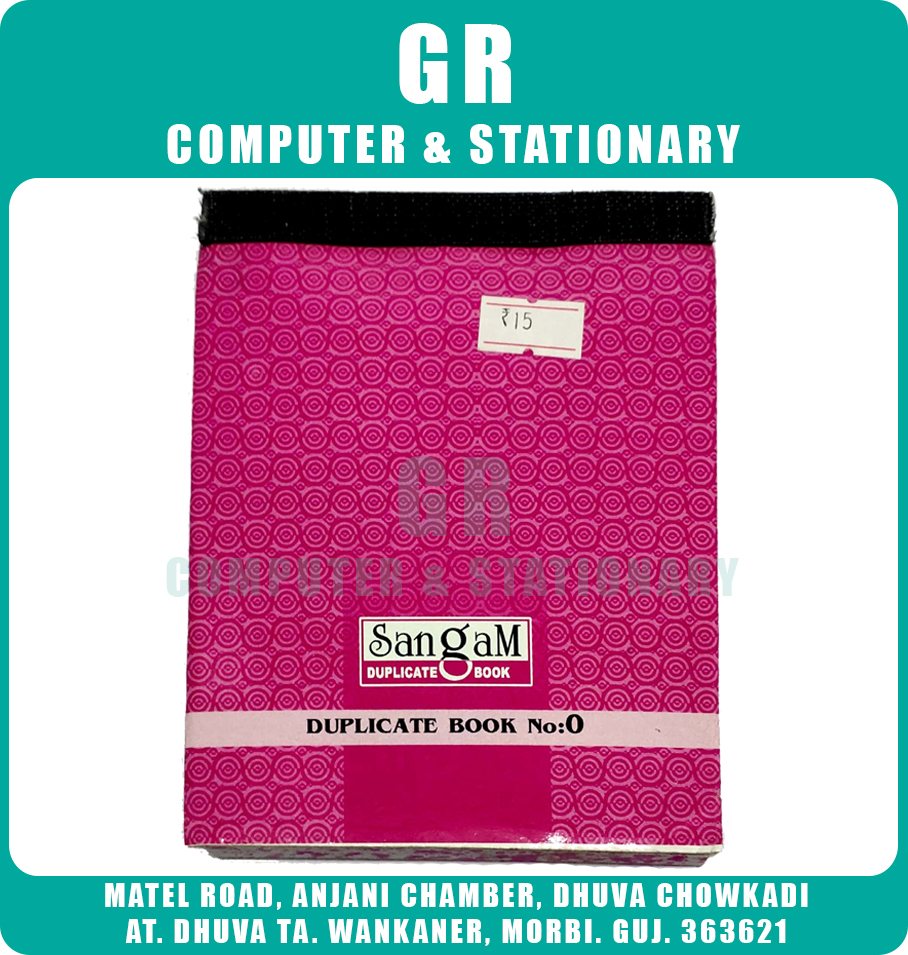 GR
COMPUTER & STATIONARY
₹15
GR
COMPUTER & STATIONARY
SangaM
DUPLICATE BOOK
DUPLICATE BOOK No:0
MATEL ROAD, ANJANI CHAMBER, DHUVA CHOWKADI
AT. DHUVA TA. WANKANER, MORBI. GUJ. 363621